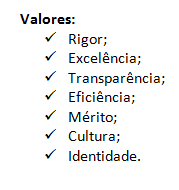 Valores:
✓ Rigor;
✓ Excelência;
✓ Transparência;
✓ Eficiência;
✓ Mérito;
✓ Cultura;
✓ Identidade.